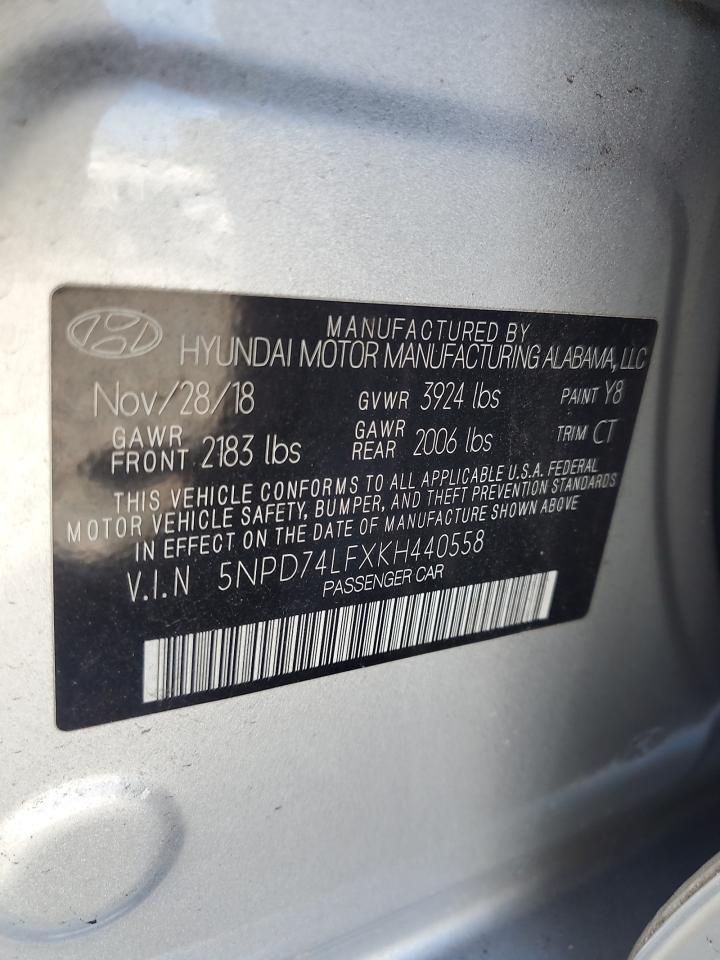 MANUFACTURED BY
HYUNDAI MOTOR MANUFACTURING ALABAMA, LLC
Nov/28/18 GVWR 3924 lbs PAINT Y8
GAWR FRONT 2183 lbs GAWR REAR 2006 lbs TRIM CT
THIS VEHICLE CONFORMS TO ALL APPLICABLE U.S.A. FEDERAL
MOTOR VEHICLE SAFETY, BUMPER, AND THEFT PREVENTION STANDARDS
IN EFFECT ON THE DATE OF MANUFACTURE SHOWN ABOVE
V.I.N 5NPD74LFXKH440558
PASSENGER CAR